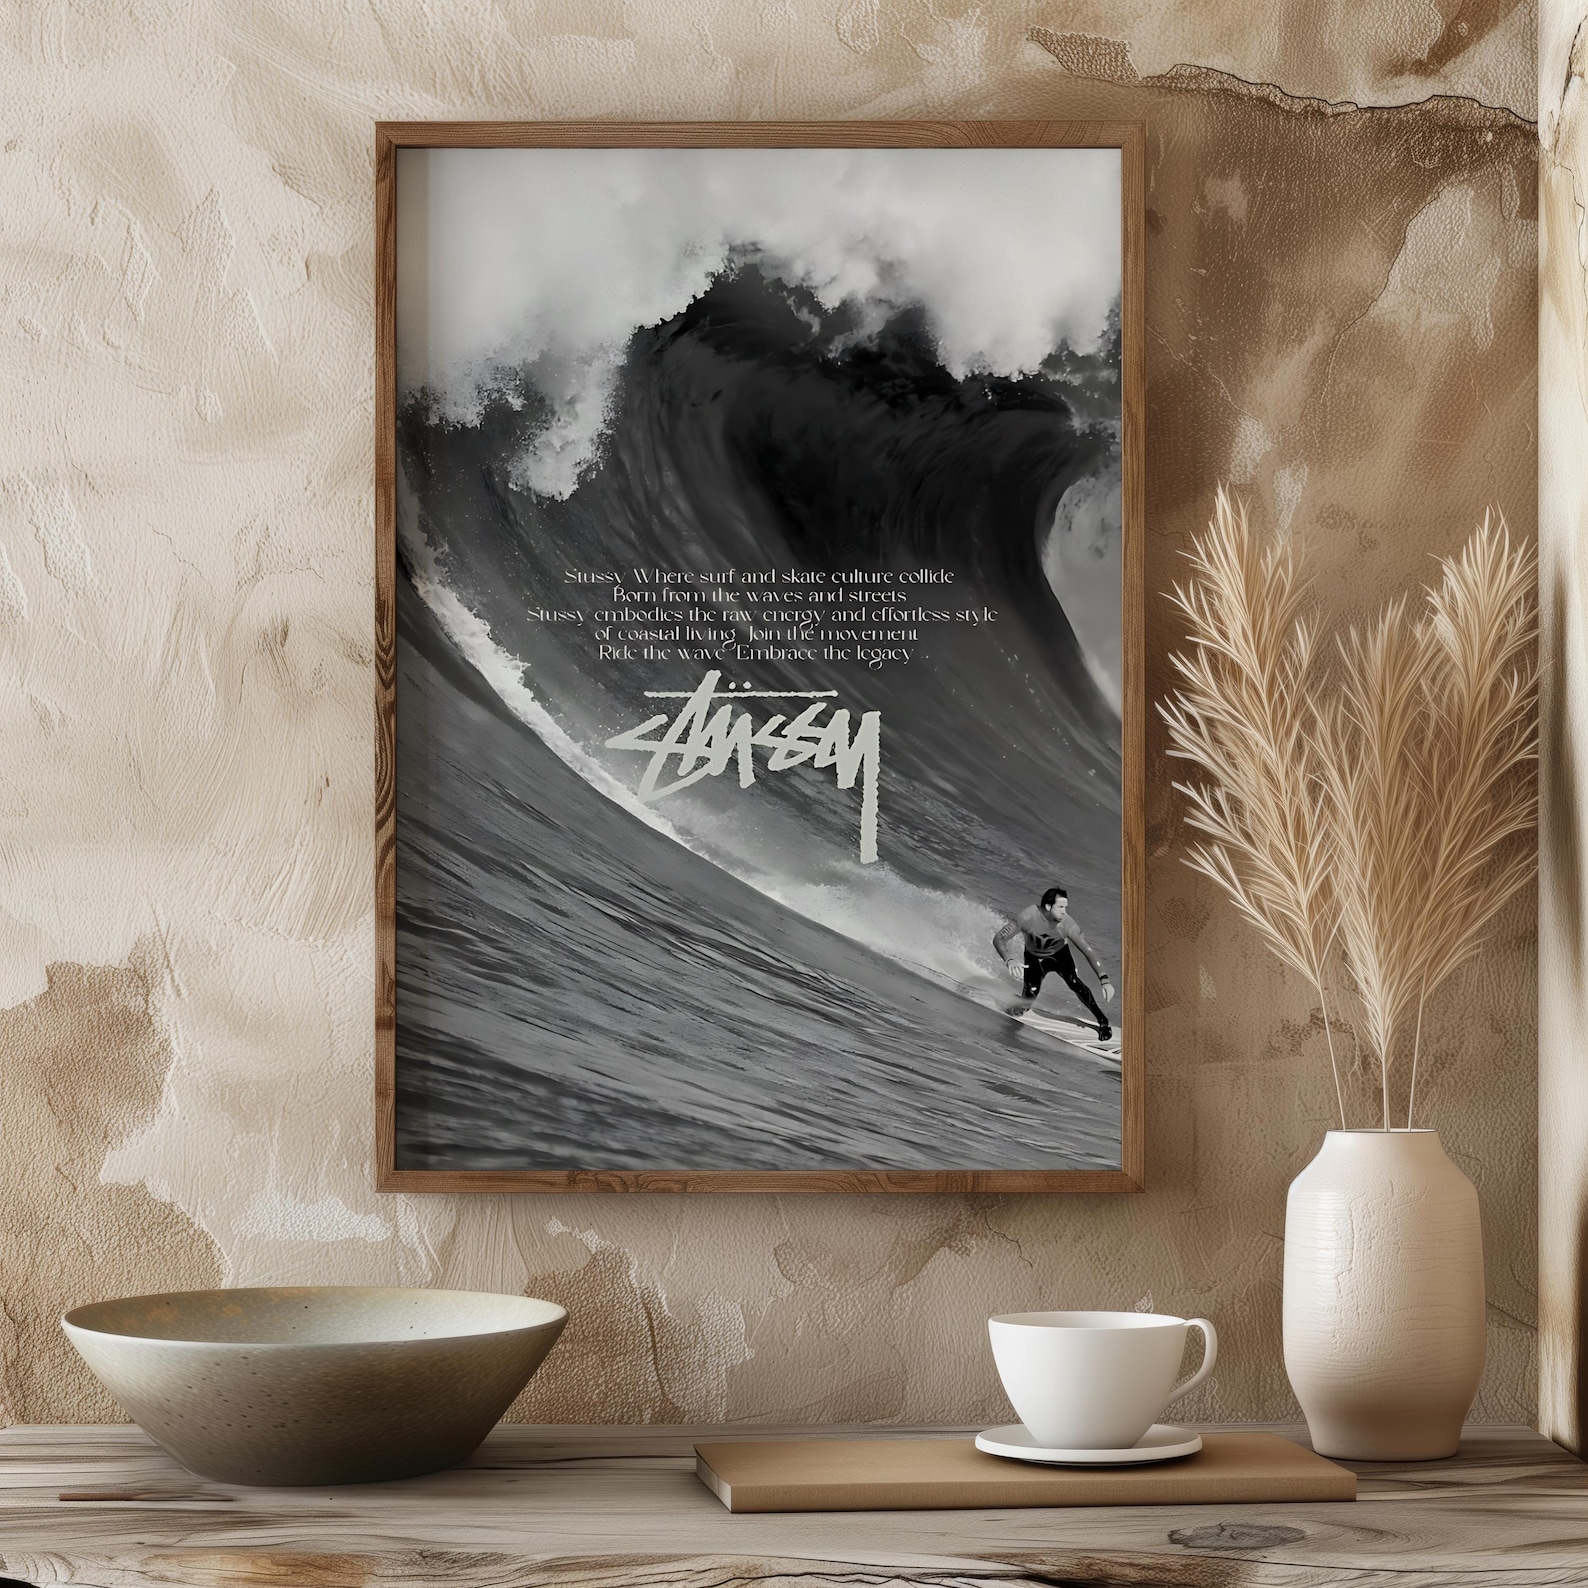 Stussy Where surf and skate culture collide
Born from the waves and streets
Stussy embodies the raw energy and effortless style
of coastal living Join the movement
Ride the wave Embrace the legacy ..
Stüssy